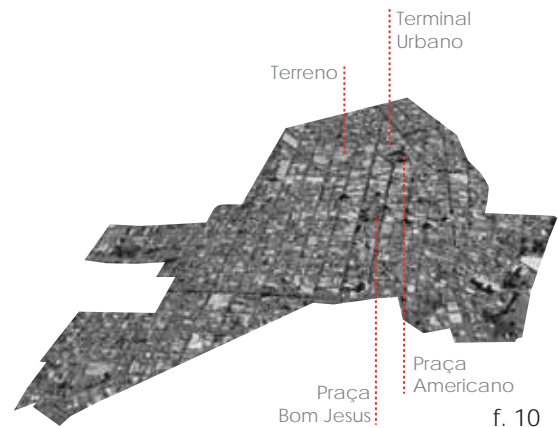 Terminal
Urbano
Terreno
Praça
Americano
Praça
Bom Jesus
f. 10